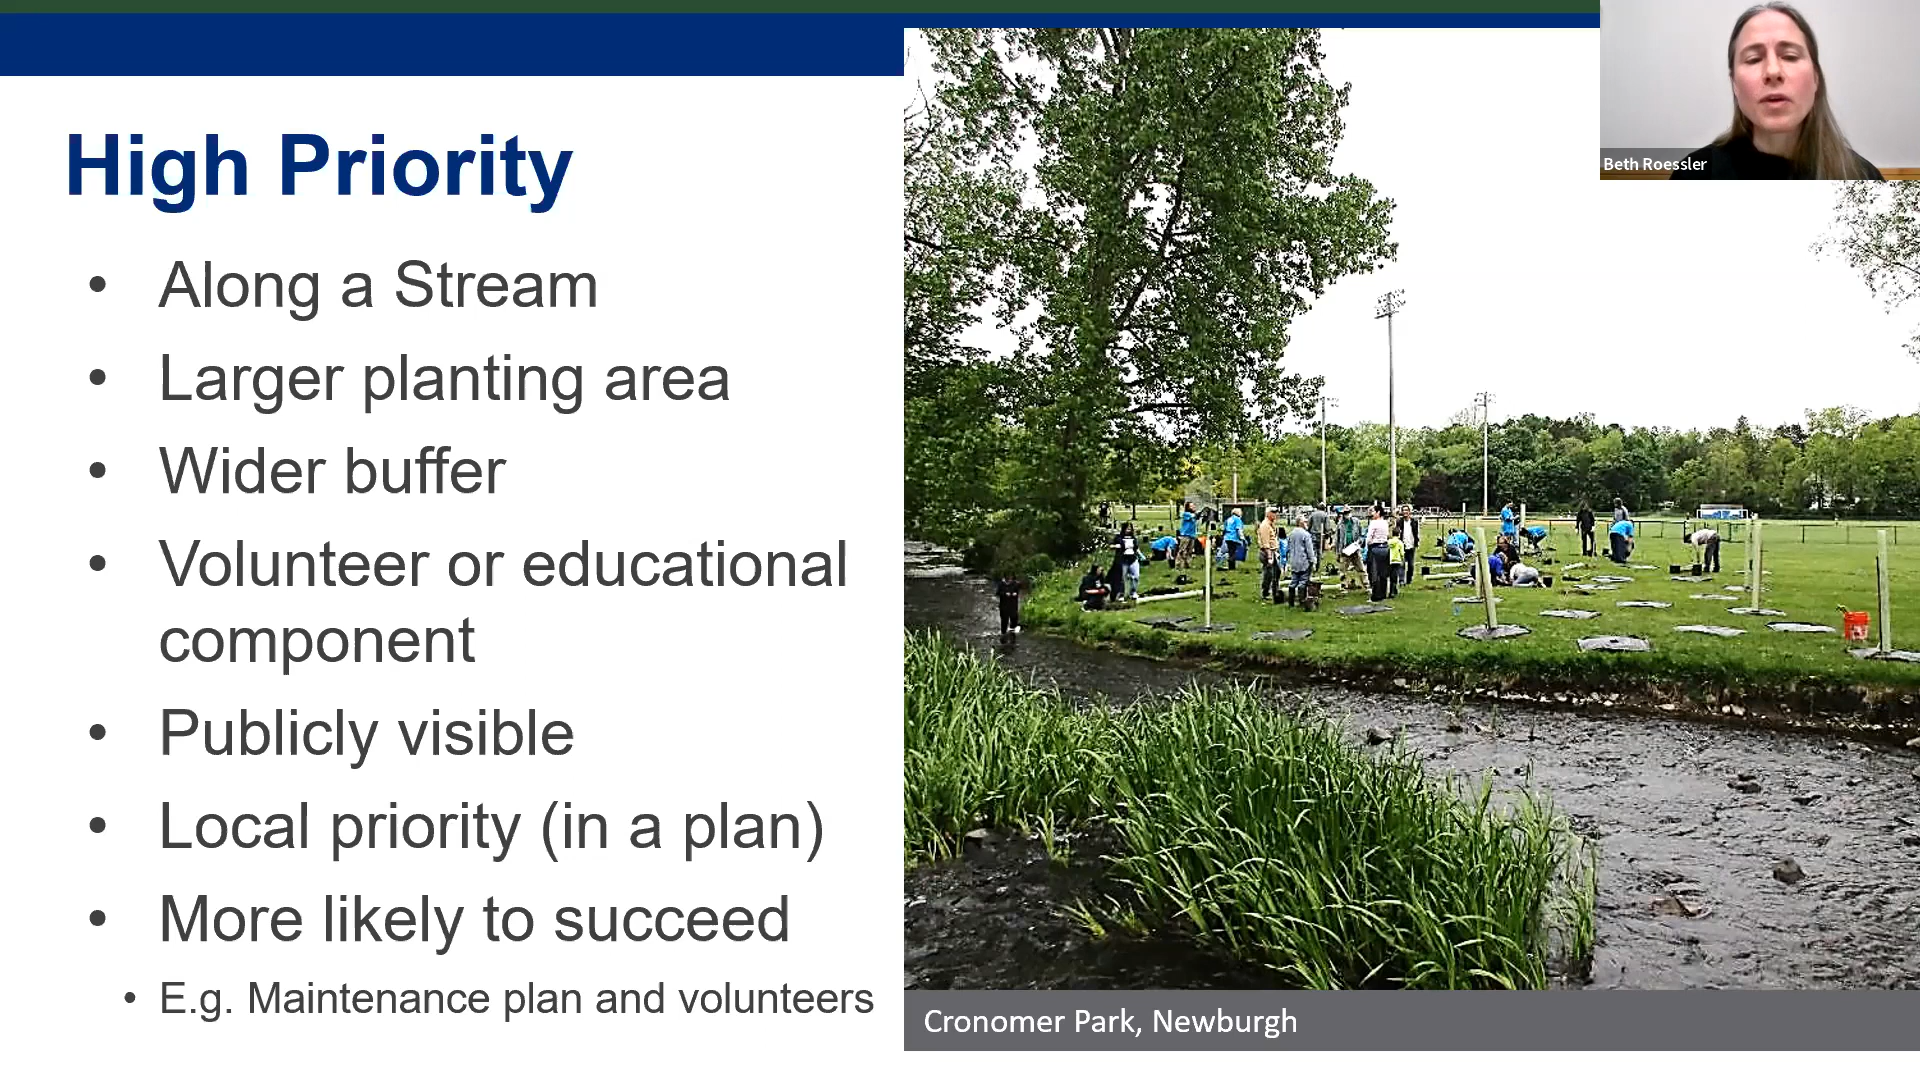 High Priority
• Along a Stream
• Larger planting area
• Wider buffer
• Volunteer or educational
component
• Publicly visible
• Local priority (in a plan)
• More likely to succeed
• E.g. Maintenance plan and volunteers
Beth Roessler
Cronomer Park, Newburgh